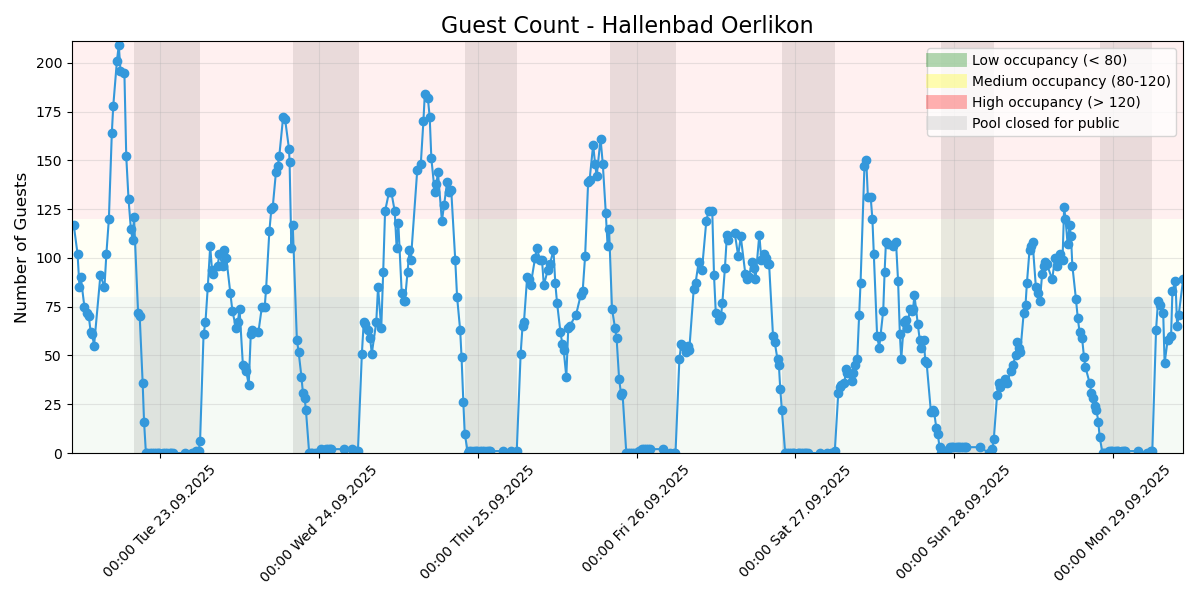 Guest Count - Hallenbad Oerlikon
Number of Guests
200
175
150
125
100
75
50
25
0
Low occupancy (< 80)
Medium occupancy (80-120)
High occupancy (> 120)
Pool closed for public
00:00 Tue 23.09.2025
00:00 Wed 24.09.2025
00:00 Thu 25.09.2025
00:00 Fri 26.09.2025
00:00 Sat 27.09.2025
00:00 Sun 28.09.2025
00:00 Mon 29.09.2025